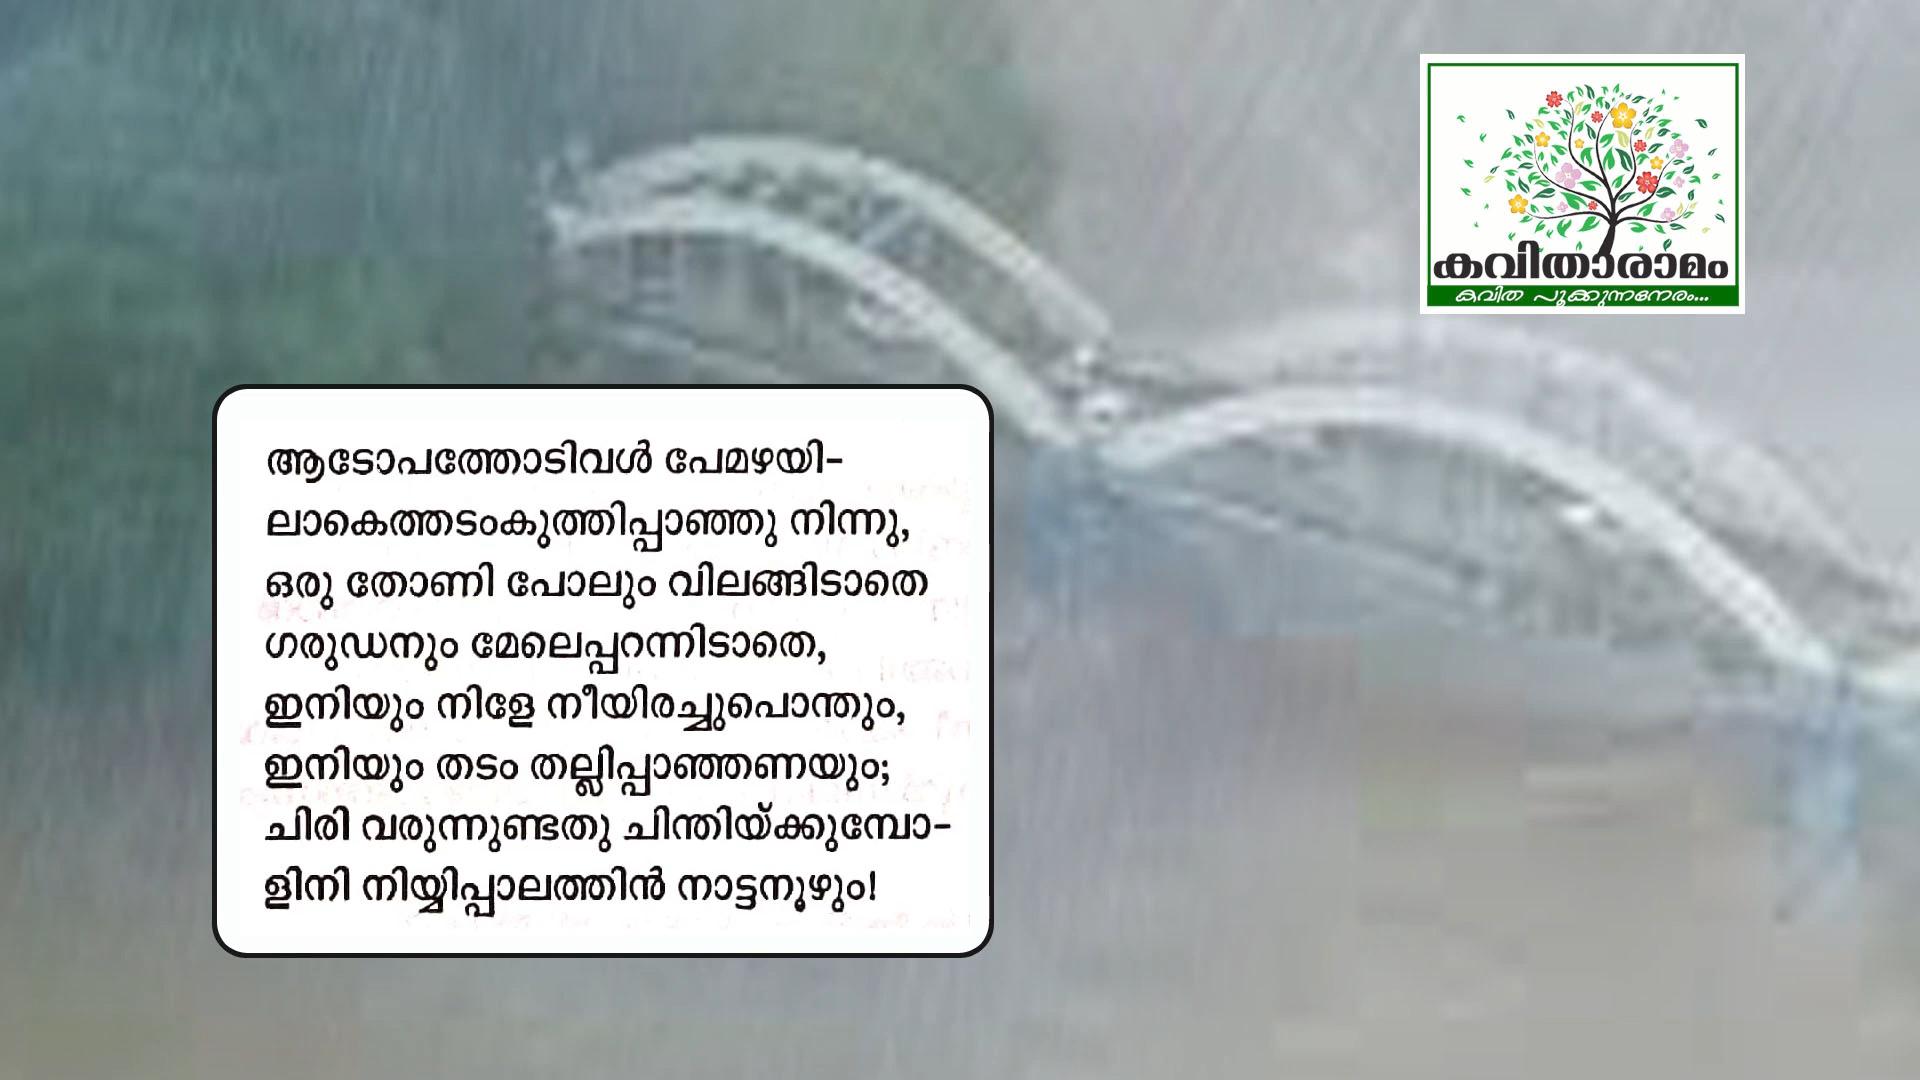 കവിതാരാമം
കവിത പൂക്കുന്നനേരം...
ആടോപത്തോടിവൾ പേമഴയി-
ലാകെത്തടംകുത്തിപ്പാഞ്ഞു നിന്നു,
ഒരു തോണി പോലും വിലങ്ങിടാതെ
ഗരുഡനും മേലെപ്പറന്നിടാതെ,
ഇനിയും നിളേ നീയിരച്ചുപൊന്തും,
ഇനിയും തടം തല്ലിപ്പാഞ്ഞണയും;
ചിരി വരുന്നുണ്ടതു ചിന്തിയ്ക്കുമ്പോ-
ളിനി നിയ്യിപ്പാലത്തിൻ നാട്ടനൂഴും!